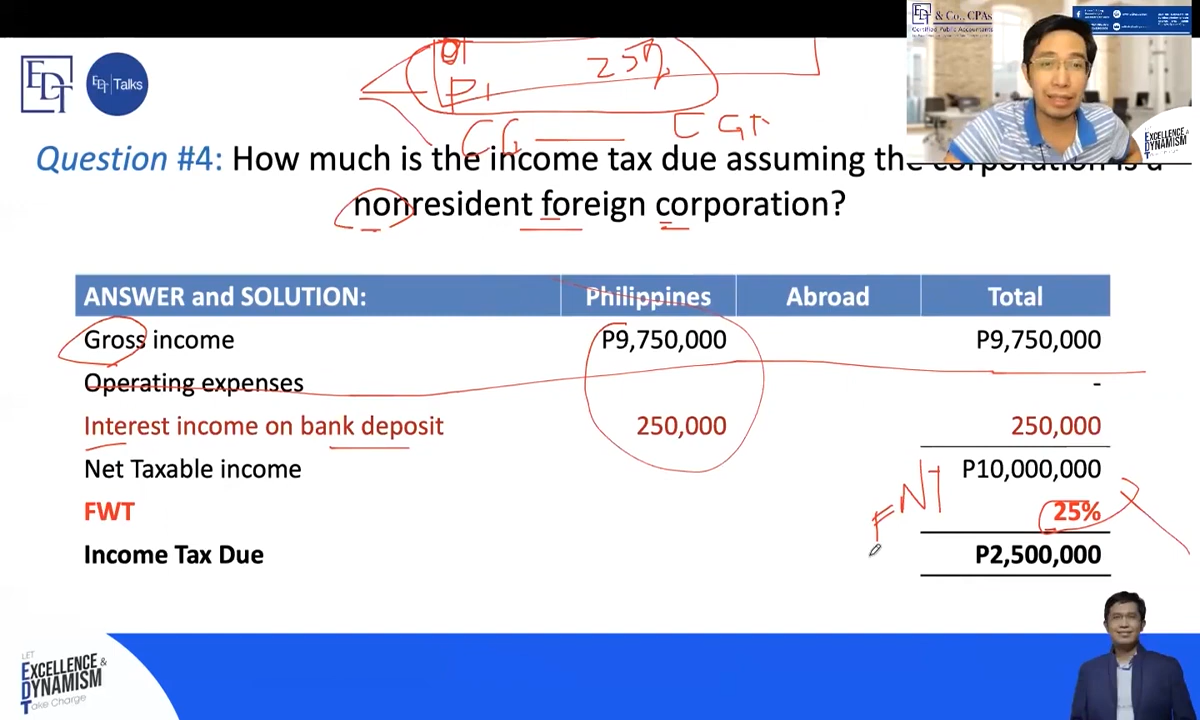 & Co., CPAs
Certified Public Accountants
EDT
EDT Talks
25%
CGT
EXCELLENCE &
DYNAMISM
Question #4: How much is the income tax due assuming the corporation is a
nonresident foreign corporation?
ANSWER and SOLUTION: Philippines Abroad Total
Gross income P9,750,000 P9,750,000
Operating expenses -
Interest income on bank deposit 250,000 250,000
Net Taxable income P10,000,000
FWT 25%
Income Tax Due P2,500,000
LET
EXCELLENCE &
DYNAMISM
Take Charge